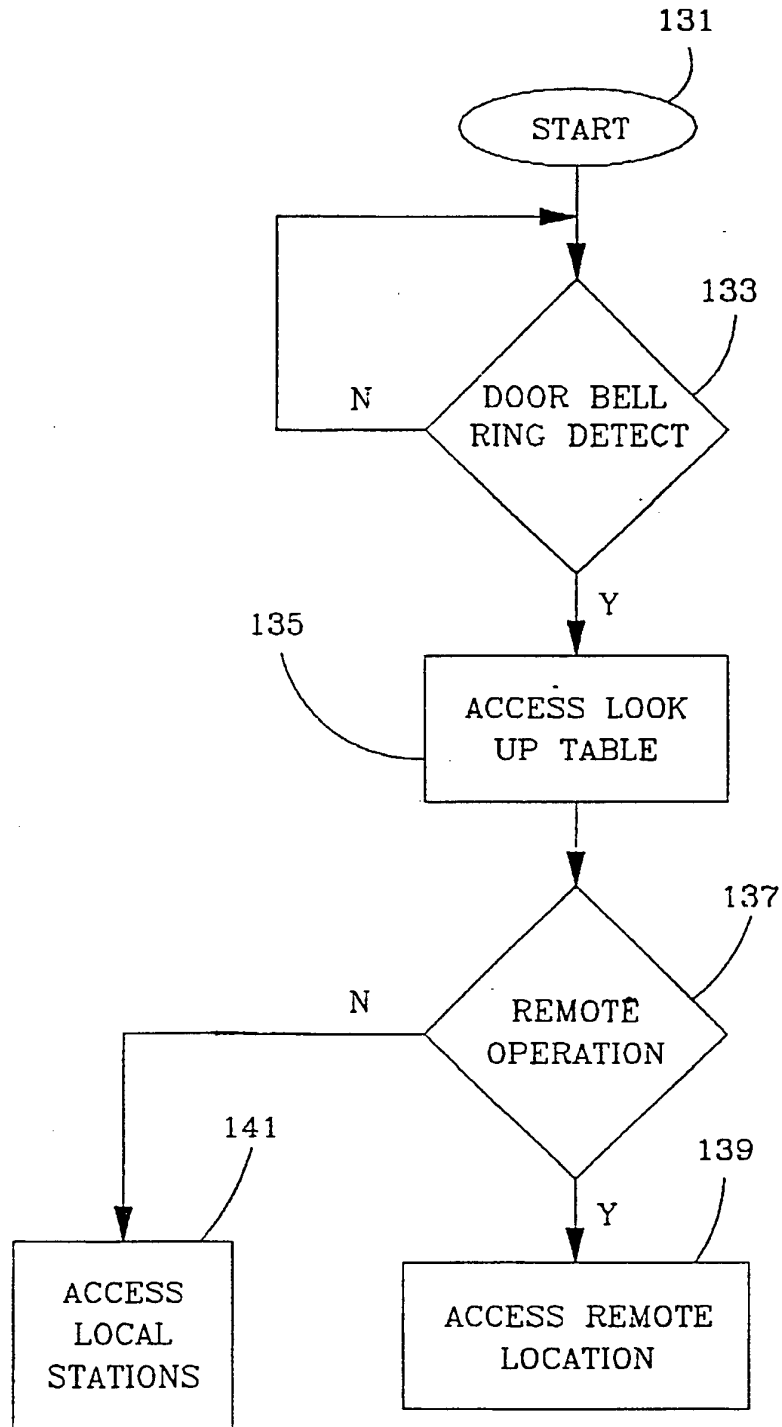 131
START
133
N
DOOR BELL
RING DETECT
Y
135
ACCESS LOOK
UP TABLE
137
N
REMOTE
OPERATION
141
139
Y
ACCESS
LOCAL
STATIONS
ACCESS REMOTE
LOCATION